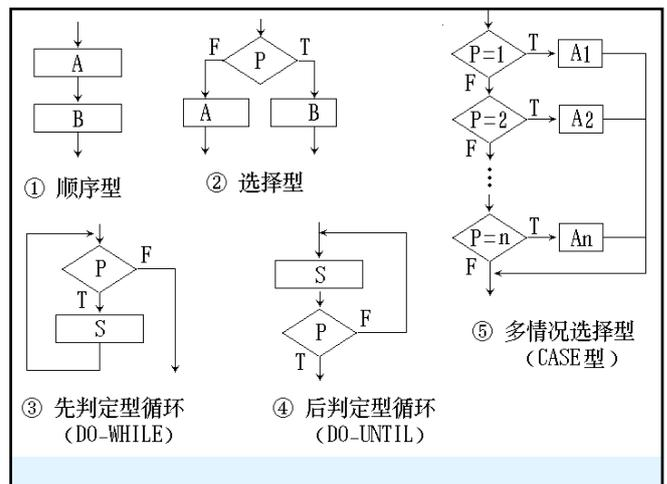 A
B
① 顺序型
F
T
P
A
B
② 选择型
P=1
T
A1
F
P=2
T
A2
F
P=n
T
An
F
⑤ 多情况选择型
(CASE型)
P
F
T
S
③ 先判定型循环
(DO-WHILE)
S
P
F
T
④ 后判定型循环
(DO-UNTIL)